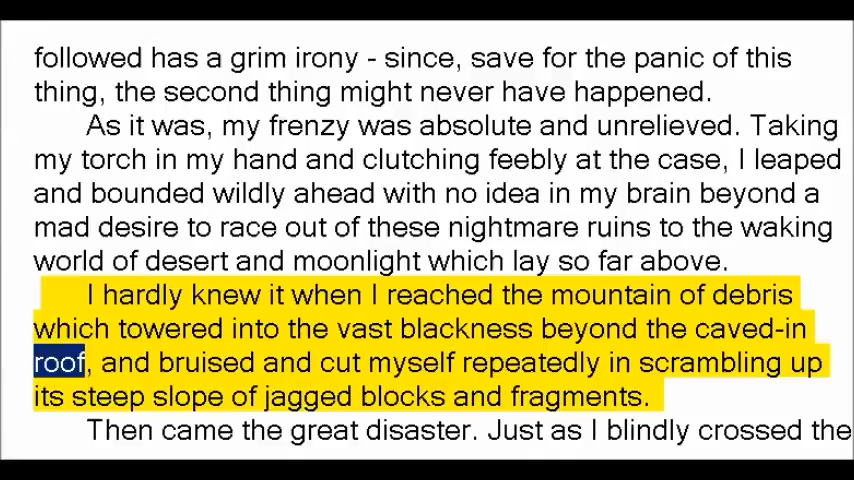 followed has a grim irony - since, save for the panic of this
thing, the second thing might never have happened.
As it was, my frenzy was absolute and unrelieved. Taking
my torch in my hand and clutching feebly at the case, I leaped
and bounded wildly ahead with no idea in my brain beyond a
mad desire to race out of these nightmare ruins to the waking
world of desert and moonlight which lay so far above.
I hardly knew it when I reached the mountain of debris
which towered into the vast blackness beyond the caved-in
roof, and bruised and cut myself repeatedly in scrambling up
its steep slope of jagged blocks and fragments.
Then came the great disaster. Just as I blindly crossed the